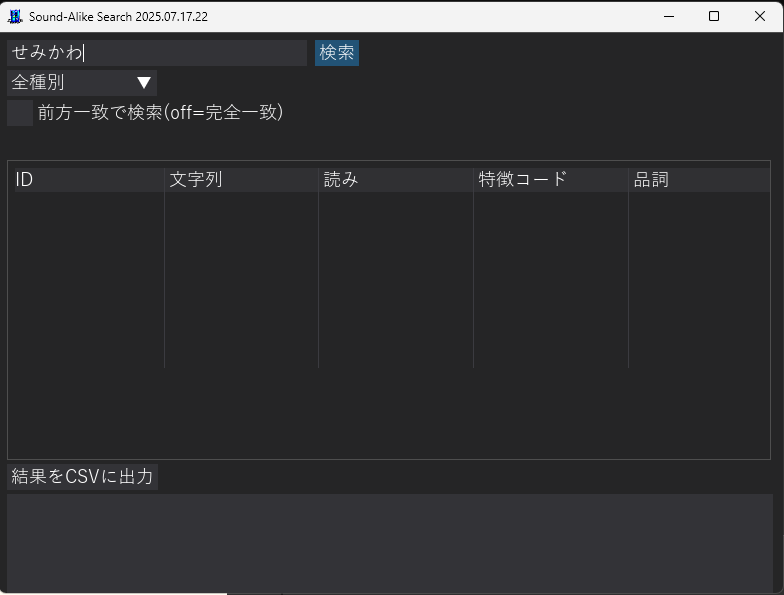 Sound-Alike Search 2025.07.17.22
せみかわ 検索
全種別 ▼
前方一致で検索(off=完全一致)
ID 文字列 読み 特徴コード 品詞
結果をCSVに出力